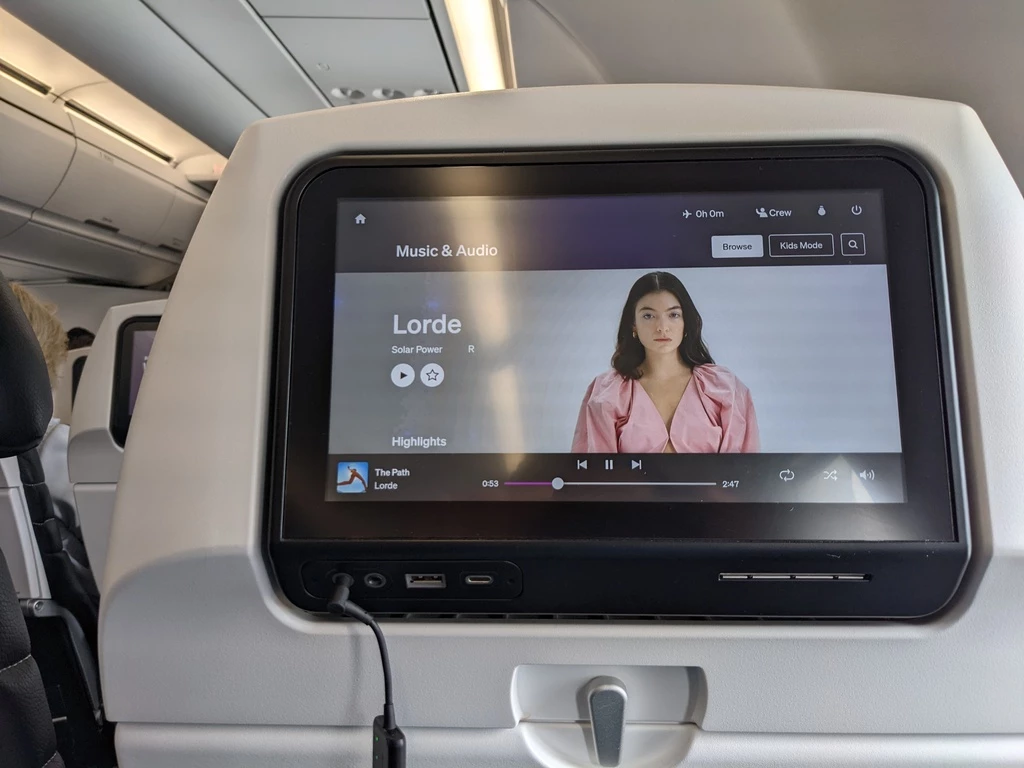 0h 0m
Crew
Music & Audio
Browse
Kids Mode
Lorde
Solar Power
R
Highlights
The Path
Lorde
0:53
2:47